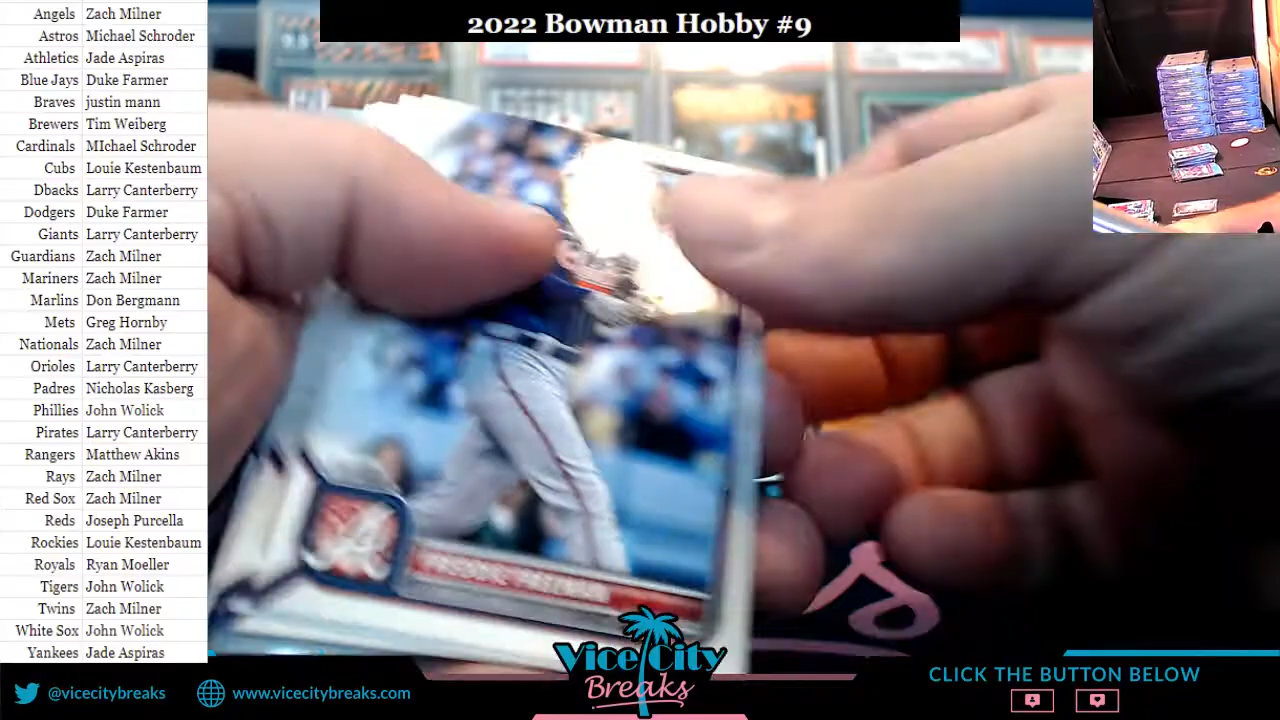 2022 Bowman Hobby #9
Angels Zach Milner
Astros Michael Schroder
Athletics Jade Aspiras
Blue Jays Duke Farmer
Braves justin mann
Brewers Tim Weiberg
Cardinals MIchael Schroder
Cubs Louie Kestenbaum
Dbacks Larry Canterberry
Dodgers Duke Farmer
Giants Larry Canterberry
Guardians Zach Milner
Mariners Zach Milner
Marlins Don Bergmann
Mets Greg Hornby
Nationals Zach Milner
Orioles Larry Canterberry
Padres Nicholas Kasberg
Phillies John Wolick
Pirates Larry Canterberry
Rangers Matthew Akins
Rays Zach Milner
Red Sox Zach Milner
Reds Joseph Purcella
Rockies Louie Kestenbaum
Royals Ryan Moeller
Tigers John Wolick
Twins Zach Milner
White Sox John Wolick
Yankees Jade Aspiras
@vicecitybreaks
www.vicecitybreaks.com
Vice City
Breaks
CLICK THE BUTTON BELOW